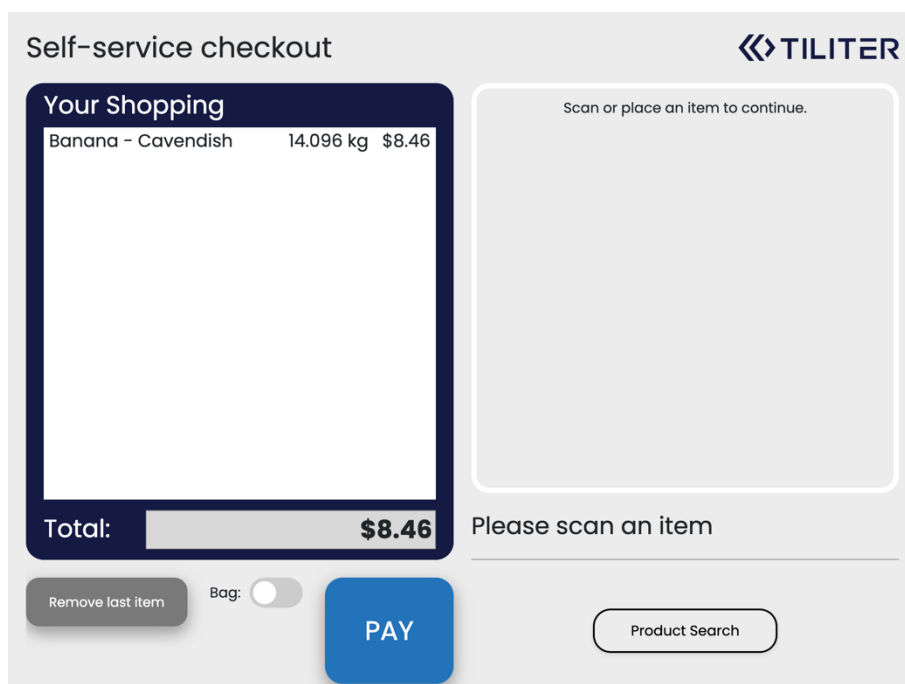 Self-service checkout
TILITER
Your Shopping
Banana - Cavendish 14.096 kg $8.46
Total: $8.46
Scan or place an item to continue.
Please scan an item
Remove last item
Bag:
PAY
Product Search